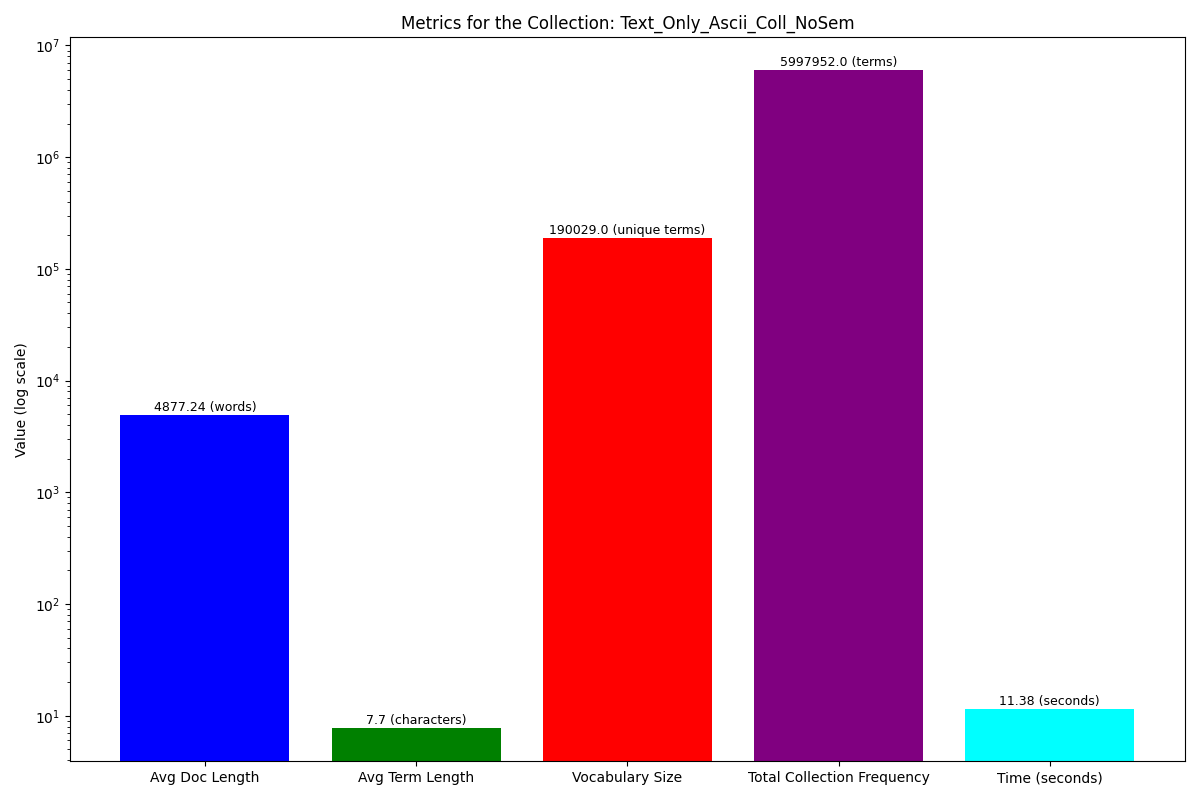 Metrics for the Collection: Text_Only_Ascii_Coll_NoSem
Value (log scale)
10^7
10^6
10^5
10^4
10^3
10^2
10^1
4877.24 (words)
7.7 (characters)
190029.0 (unique terms)
5997952.0 (terms)
11.38 (seconds)
Avg Doc Length
Avg Term Length
Vocabulary Size
Total Collection Frequency
Time (seconds)